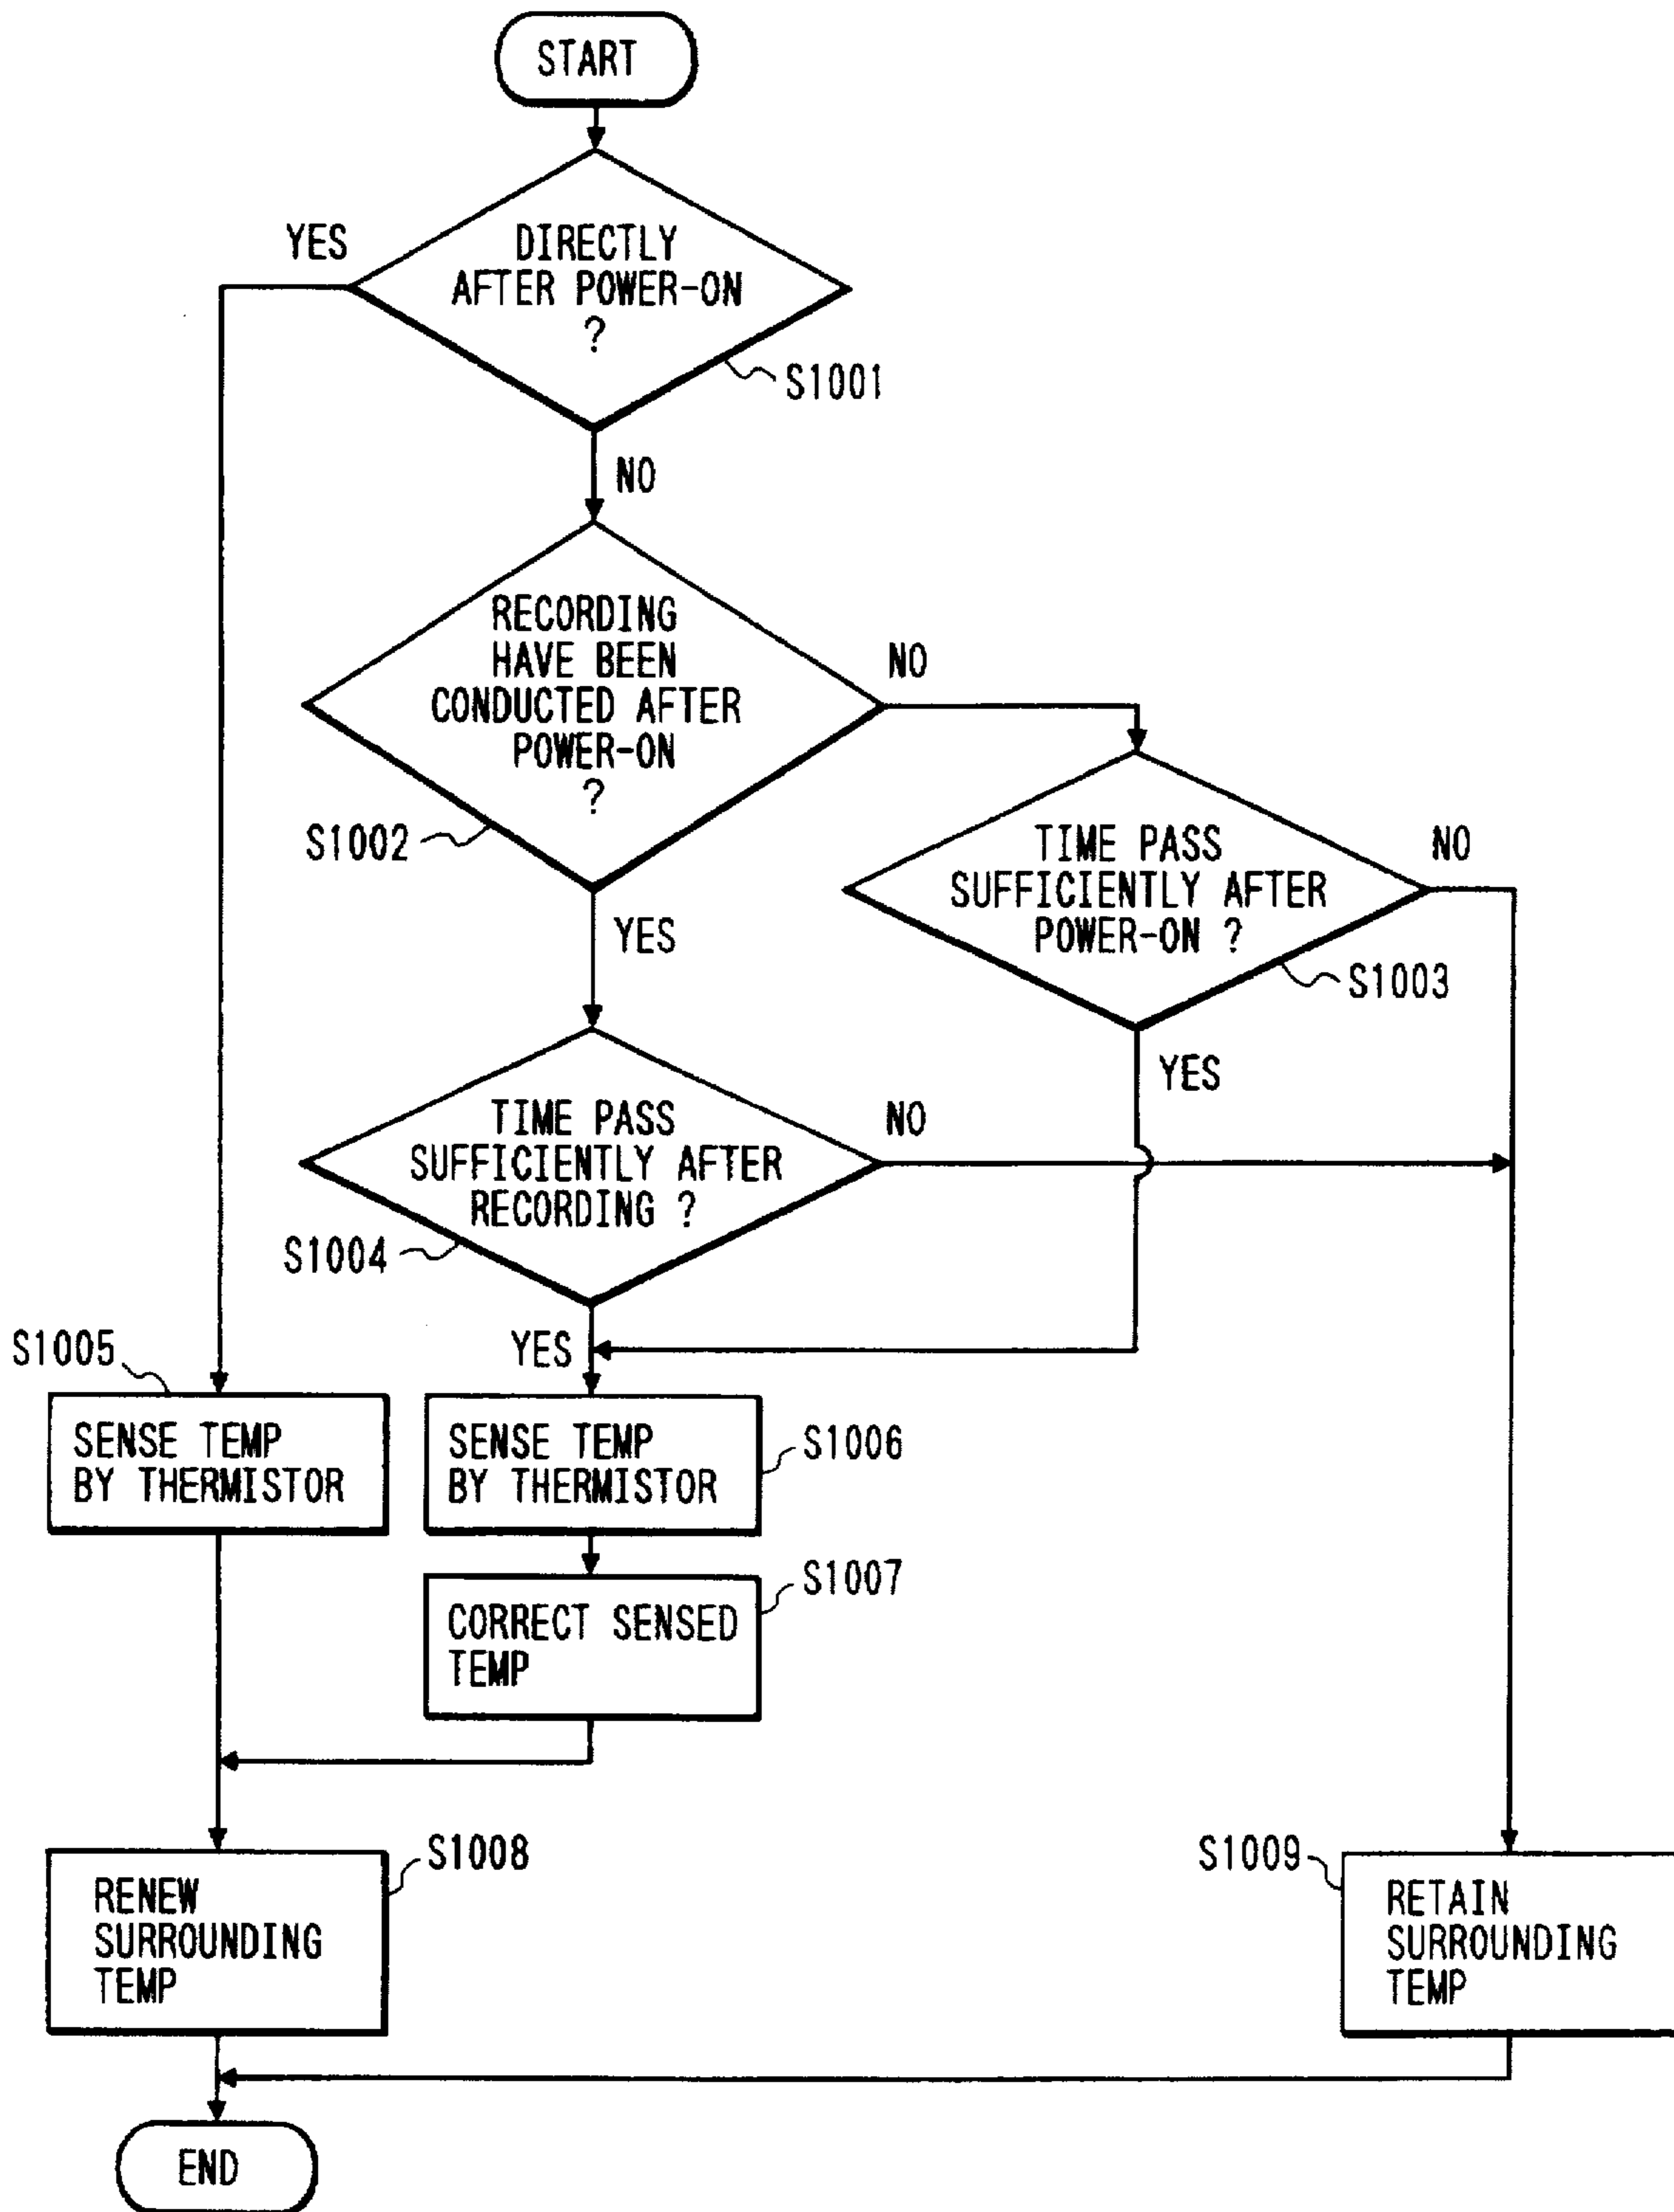 START
YES
DIRECTLY
AFTER POWER-ON
?
S1001
NO
RECORDING
HAVE BEEN
CONDUCTED AFTER
POWER-ON
?
NO
S1002
TIME PASS
SUFFICIENTLY AFTER
POWER-ON ?
NO
S1003
YES
YES
TIME PASS
SUFFICIENTLY AFTER
RECORDING ?
NO
S1004
YES
S1005
SENSE TEMP
BY THERMISTOR
SENSE TEMP
BY THERMISTOR
S1006
CORRECT SENSED
TEMP
S1007
RENEW
SURROUNDING
TEMP
S1008
S1009
RETAIN
SURROUNDING
TEMP
END